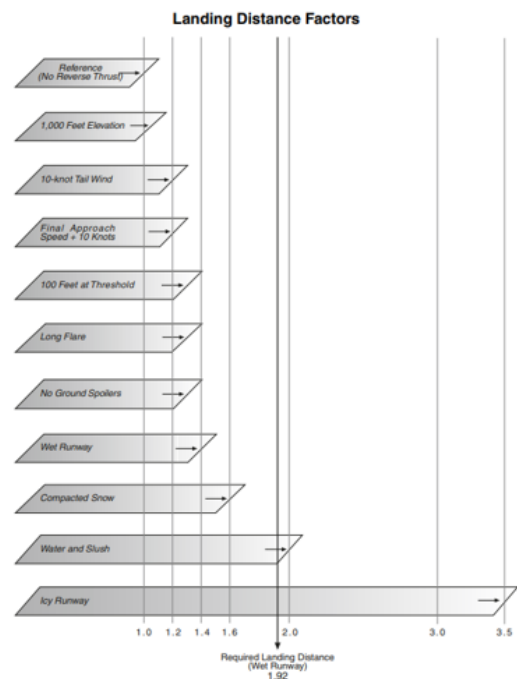 Landing Distance Factors
Reference
(No Reverse Thrust)
1,000 Feet Elevation
10-knot Tail Wind
Final Approach
Speed + 10 Knots
100 Feet at Threshold
Long Flare
No Ground Spoilers
Wet Runway
Compacted Snow
Water and Slush
Icy Runway
1.0 1.2 1.4 1.6 2.0 3.0 3.5
Required Landing Distance
(Wet Runway)
1.92